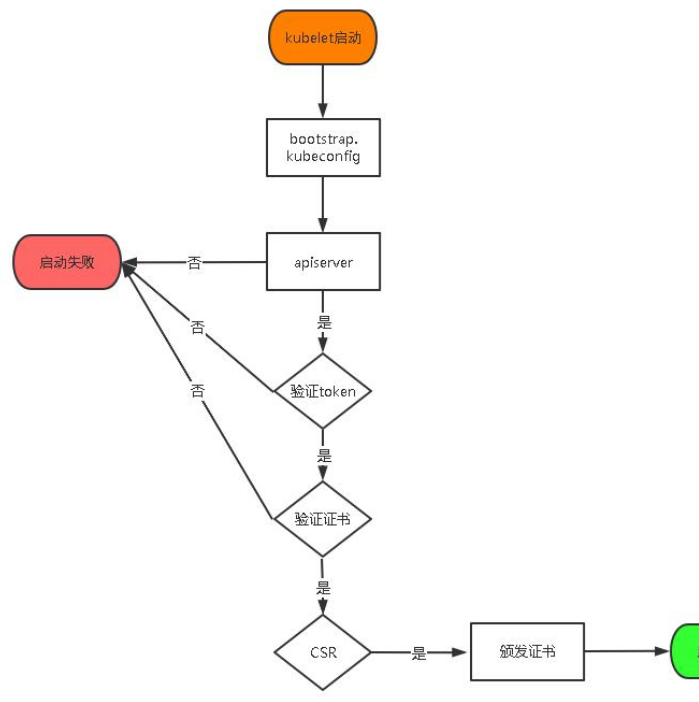 kubelet启动
bootstrap.
kubeconfig
启动失败
否
apiserver
是
否
验证token
否
是
验证证书
是
CSR
是
颁发证书